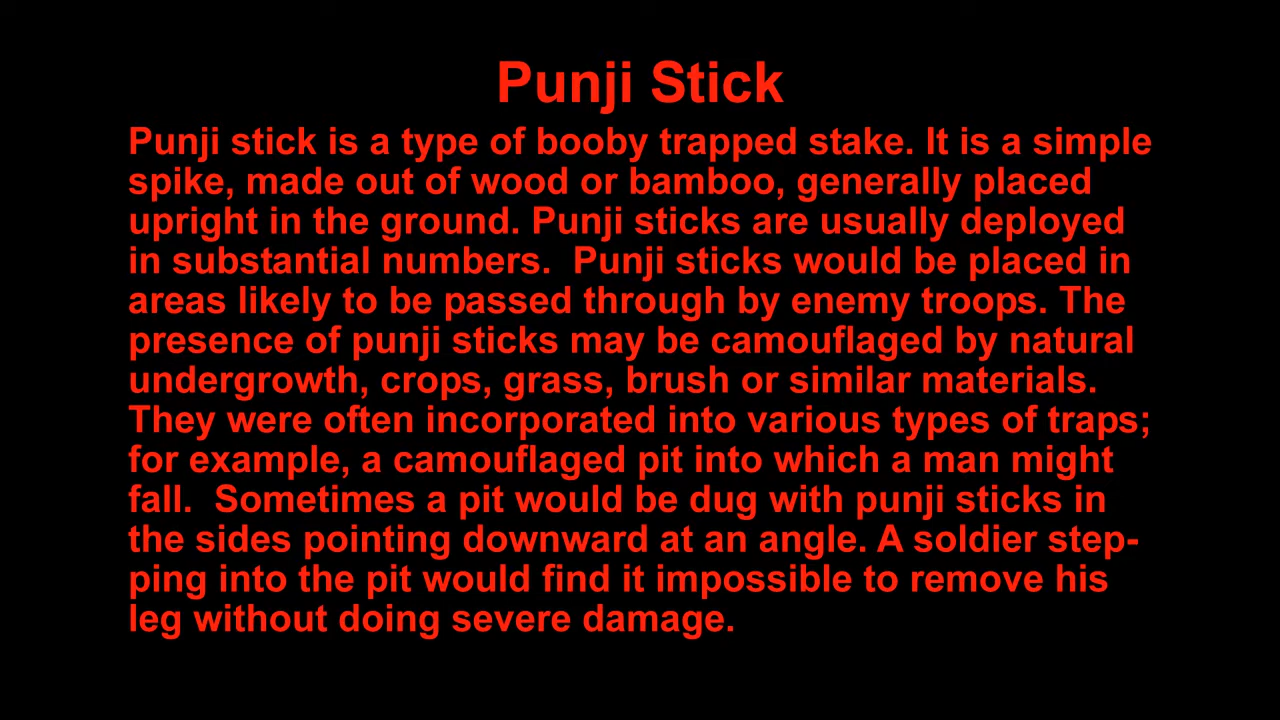 Punji Stick
Punji stick is a type of booby trapped stake. It is a simple
spike, made out of wood or bamboo, generally placed
upright in the ground. Punji sticks are usually deployed
in substantial numbers.  Punji sticks would be placed in
areas likely to be passed through by enemy troops. The
presence of punji sticks may be camouflaged by natural
undergrowth, crops, grass, brush or similar materials.
They were often incorporated into various types of traps;
for example, a camouflaged pit into which a man might
fall.  Sometimes a pit would be dug with punji sticks in
the sides pointing downward at an angle. A soldier step-
ping into the pit would find it impossible to remove his
leg without doing severe damage.